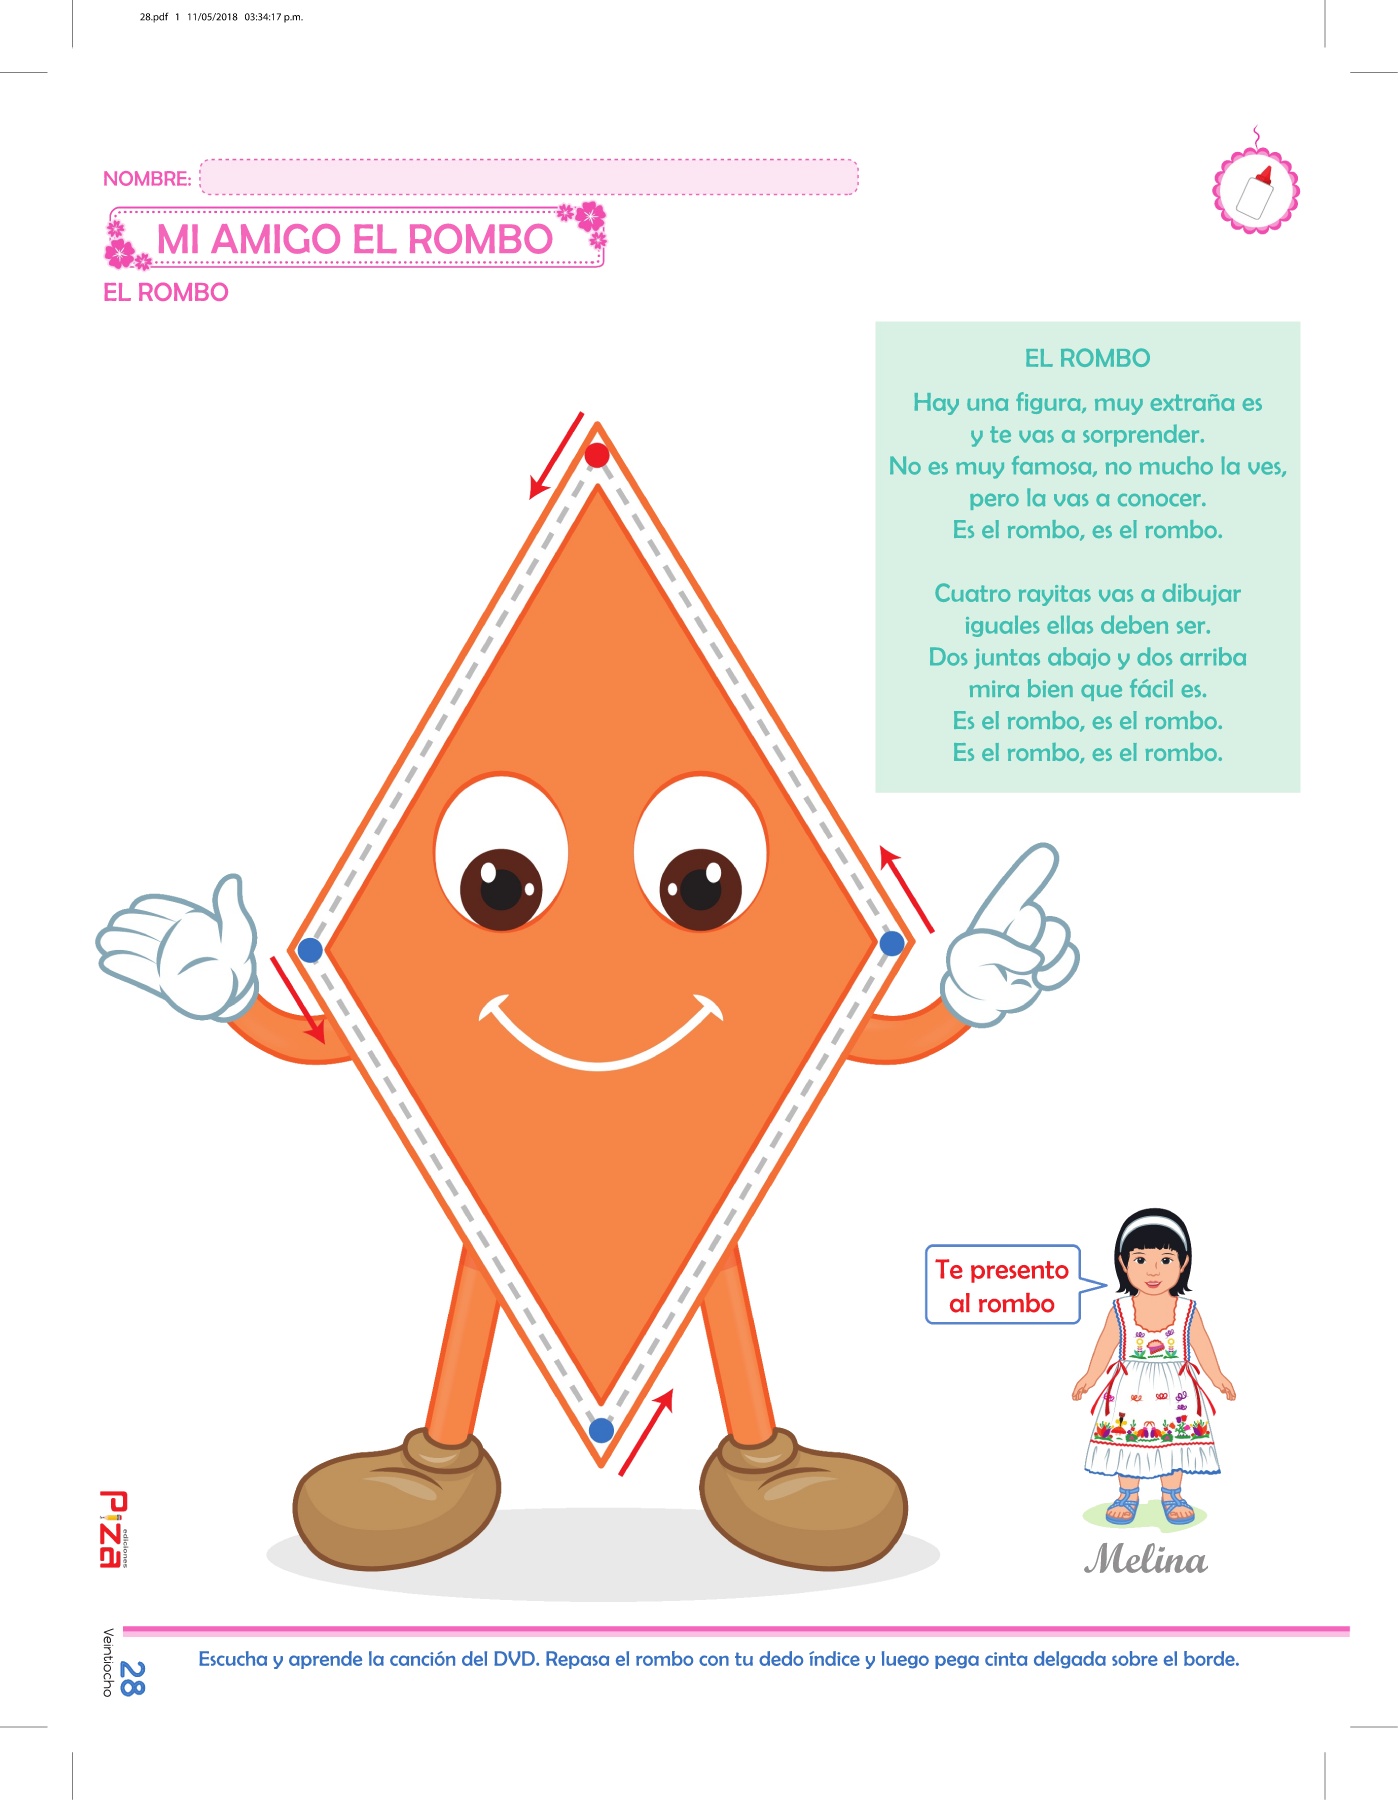 28.pdf 1 11/05/2018 03:34:17 p.m.
NOMBRE:
MI AMIGO EL ROMBO
EL ROMBO
EL ROMBO
Hay una figura, muy extraña es
y te vas a sorprender.
No es muy famosa, no mucho la ves,
pero la vas a conocer.
Es el rombo, es el rombo.
Cuatro rayitas vas a dibujar
iguales ellas deben ser.
Dos juntas abajo y dos arriba
mira bien que fácil es.
Es el rombo, es el rombo.
Es el rombo, es el rombo.
Te presento
al rombo
Melina
Piza
ediciones
Veintiocho
28
Escucha y aprende la canción del DVD. Repasa el rombo con tu dedo índice y luego pega cinta delgada sobre el borde.